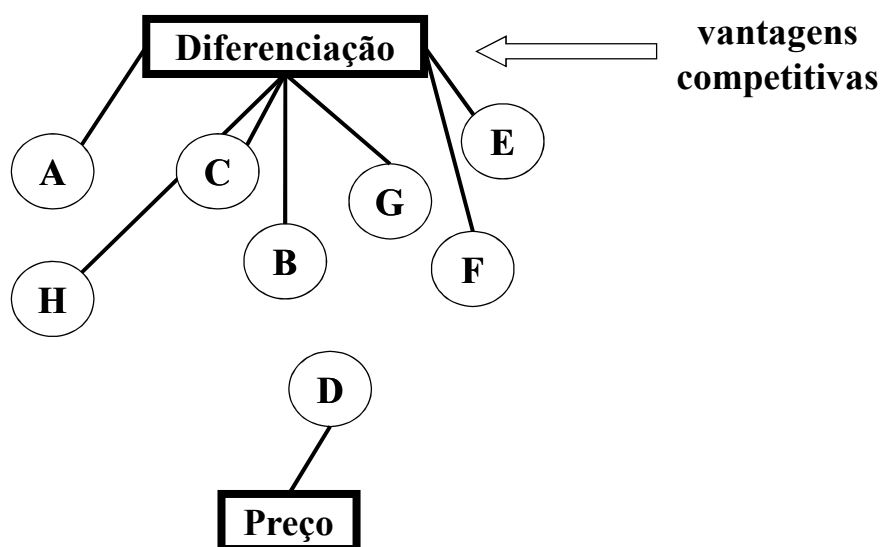 Diferenciação
vantagens
competitivas
A
C
E
G
B
F
H
D
Preço